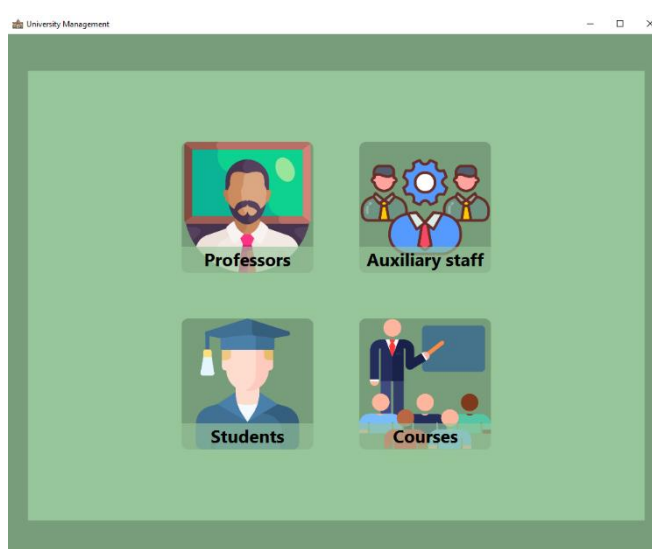 University Management
Professors
Auxiliary staff
Students
Courses